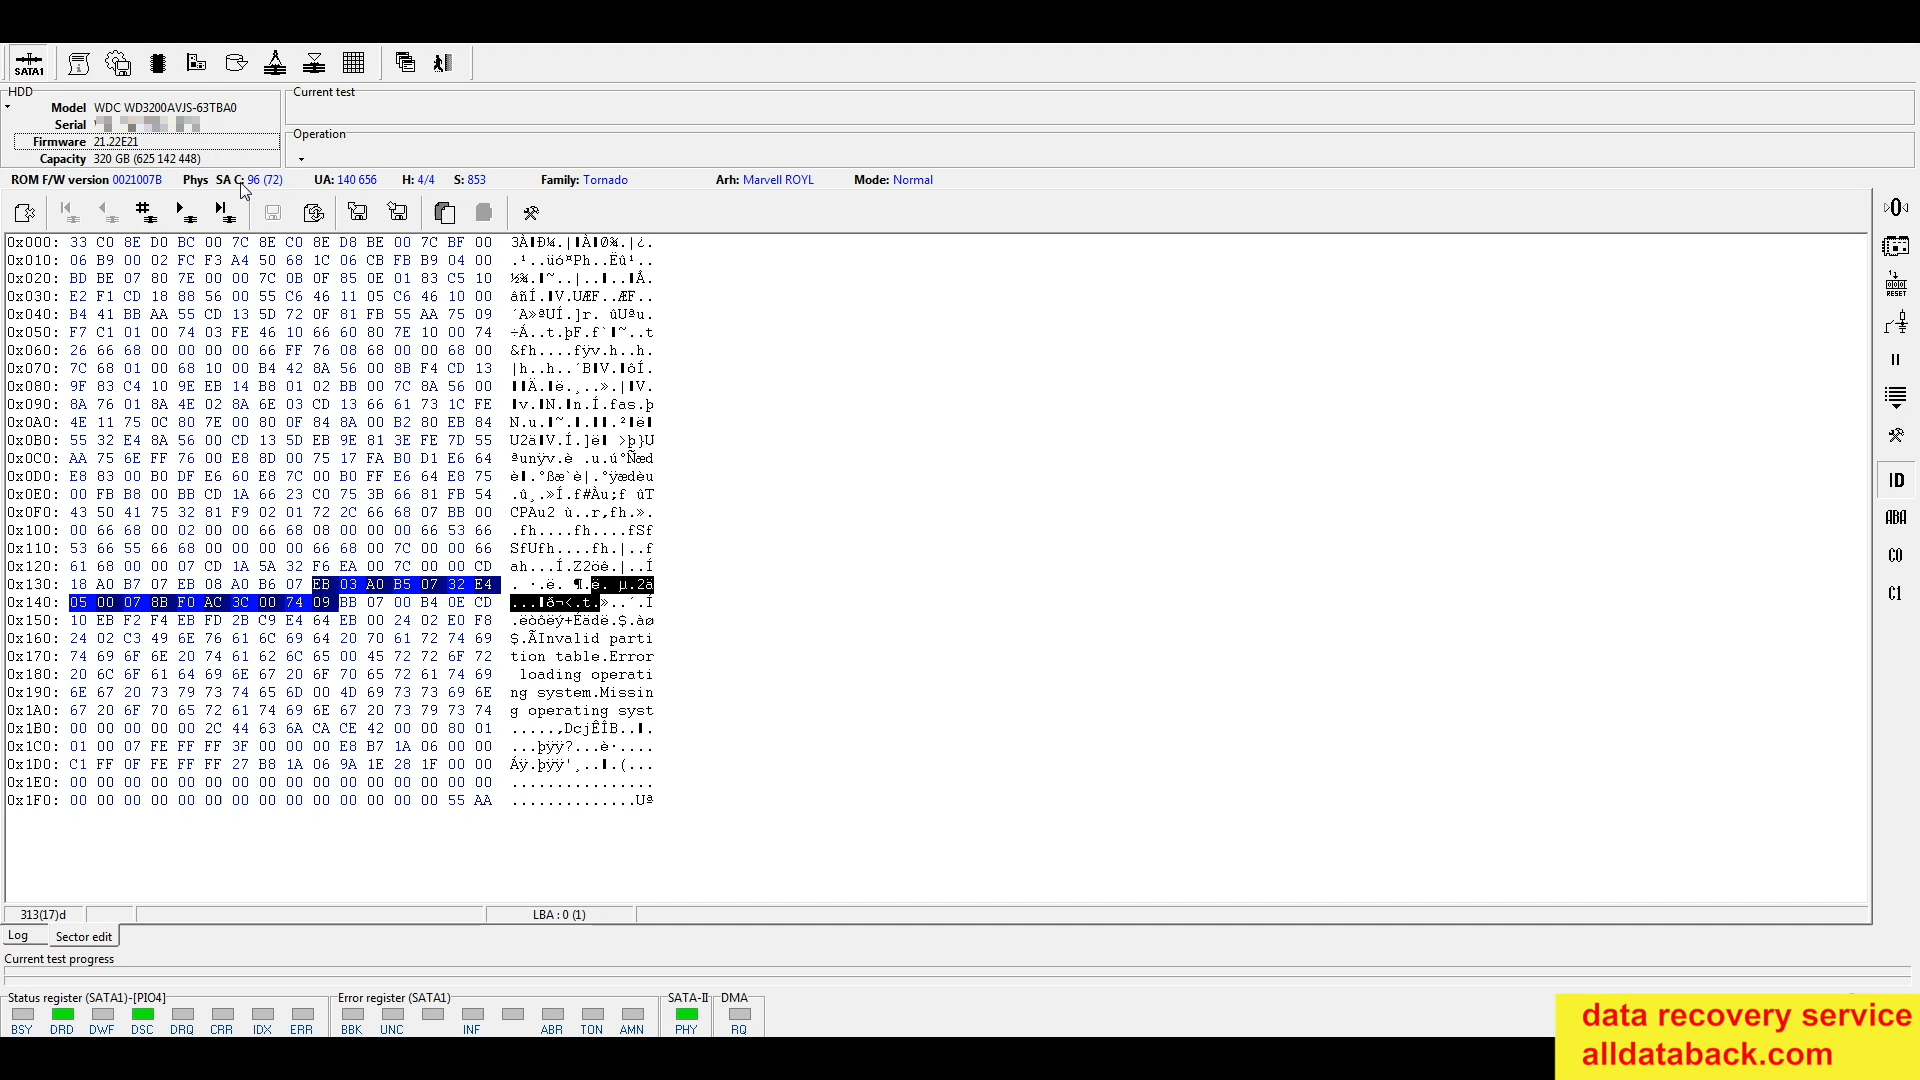 SATA1
HDD
Model WDC WD3200AVJS-63TBA0
Serial
Firmware 21.22E21
Capacity 320 GB (625 142 448)
Current test
Operation
ROM F/W version 0021007B Phys SA C: 96 (72) UA: 140 656 H: 4/4 S: 853 Family: Tornado Arh: Marvell ROYL Mode: Normal
0x000: 33 C0 8E D0 BC 00 7C 8E C0 8E D8 BE 00 7C BF 00
0x010: 06 B9 00 02 FC F3 A4 50 68 1C 06 CB FB B9 04 00
0x020: BD BE 07 80 7E 00 00 7C 0B 0F 85 0E 01 83 C5 10
0x030: E2 F1 CD 18 88 56 00 55 C6 46 11 05 C6 46 10 00
0x040: B4 41 BB AA 55 CD 13 5D 72 0F 81 FB 55 AA 75 09
0x050: F7 C1 01 00 74 03 FE 46 10 66 60 80 7E 10 00 74
0x060: 26 66 68 00 00 00 00 66 FF 76 08 68 00 00 68 00
0x070: 7C 68 01 00 68 10 00 B4 42 8A 56 00 8B F4 CD 13
0x080: 9F 83 C4 10 9E EB 14 B8 01 02 BB 00 7C 8A 56 00
0x090: 8A 76 01 8A 4E 02 8A 6E 03 CD 13 66 61 73 1C FE
0x0A0: 4E 11 75 0C 80 7E 00 80 0F 84 8A 00 B2 80 EB 84
0x0B0: 55 32 E4 8A 56 00 CD 13 5D EB 9E 81 3E FE 7D 55
0x0C0: AA 75 6E FF 76 00 E8 8D 00 75 17 FA B0 D1 E6 64
0x0D0: E8 83 00 B0 DF E6 60 E8 7C 00 B0 FF E6 64 E8 75
0x0E0: 00 FB B8 00 BB CD 1A 66 23 C0 75 3B 66 81 FB 54
0x0F0: 43 50 41 75 32 81 F9 02 01 72 2C 66 68 07 BB 00
0x100: 00 66 68 00 02 00 00 66 68 08 00 00 00 66 53 66
0x110: 53 66 55 66 68 00 00 00 00 66 68 00 7C 00 00 66
0x120: 61 68 00 00 07 CD 1A 5A 32 F6 EA 00 7C 00 00 CD
0x130: 18 A0 B7 07 EB 08 A0 B6 07 EB 03 A0 B5 07 32 E4
0x140: 05 00 07 8B F0 AC 3C 00 74 09 BB 07 00 B4 0E CD
0x150: 10 EB F2 F4 EB FD 2B C9 E4 64 EB 00 24 02 E0 F8
0x160: 24 02 C3 49 6E 76 61 6C 69 64 20 70 61 72 74 69 $.ÃInvalid parti
0x170: 74 69 6F 6E 20 74 61 62 6C 65 00 45 72 72 6F 72 tion table.Error
0x180: 20 6C 6F 61 64 69 6E 67 20 6F 70 65 72 61 74 69 loading operati
0x190: 6E 67 20 73 79 73 74 65 6D 00 4D 69 73 73 69 6E ng system.Missin
0x1A0: 67 20 6F 70 65 72 61 74 69 6E 67 20 73 79 73 74 g operating syst
0x1B0: 00 00 00 00 00 2C 44 63 6A CA CE 42 00 00 80 01
0x1C0: 01 00 07 FE FF FF 3F 00 00 00 E8 B7 1A 06 00 00
0x1D0: C1 FF 0F FE FF FF 27 B8 1A 06 9A 1E 28 1F 00 00
0x1E0: 00 00 00 00 00 00 00 00 00 00 00 00 00 00 00 00 ................
0x1F0: 00 00 00 00 00 00 00 00 00 00 00 00 00 00 55 AA ..............Uª
RESET
ID
ABA
C0
C1
313(17)d LBA : 0 (1)
Log Sector edit
Current test progress
Status register (SATA1)-[PIO4] Error register (SATA1) SATA-II DMA
BSY DRD DWF DSC DRQ CRR IDX ERR BBK UNC INF ABR TON AMN PHY RQ
data recovery service
alldataback.com